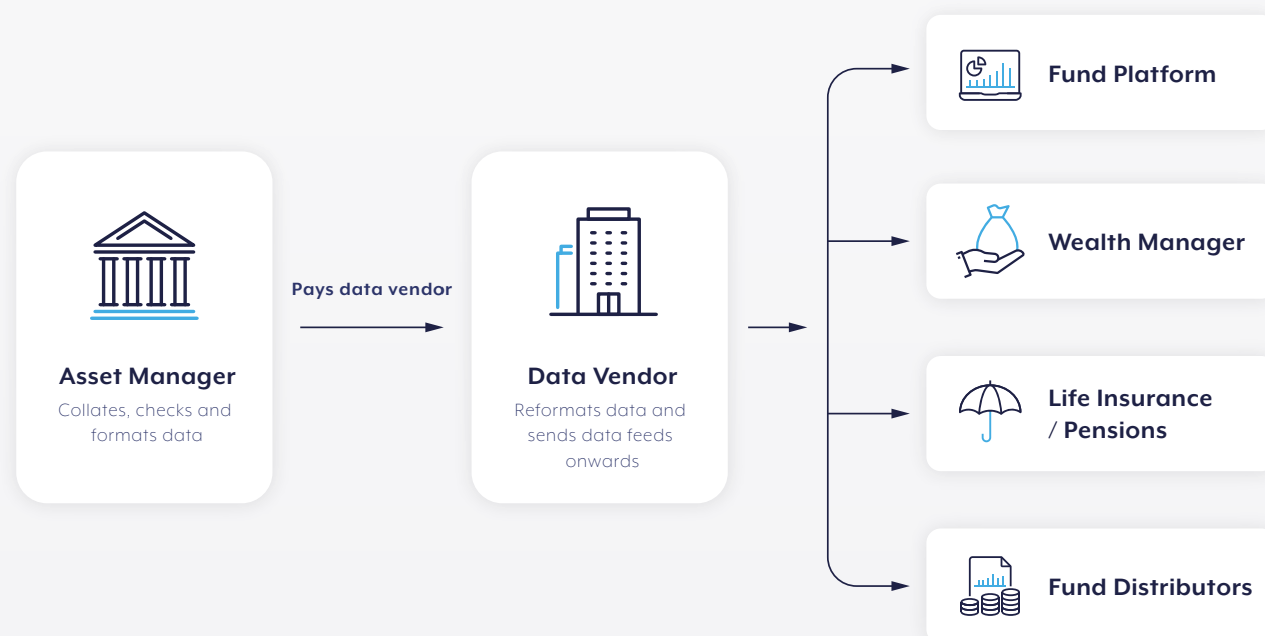 Fund Platform
Wealth Manager
Pays data vendor
Asset Manager
Collates, checks and
formats data
Data Vendor
Reformats data and
sends data feeds
onwards
Life Insurance
/ Pensions
Fund Distributors